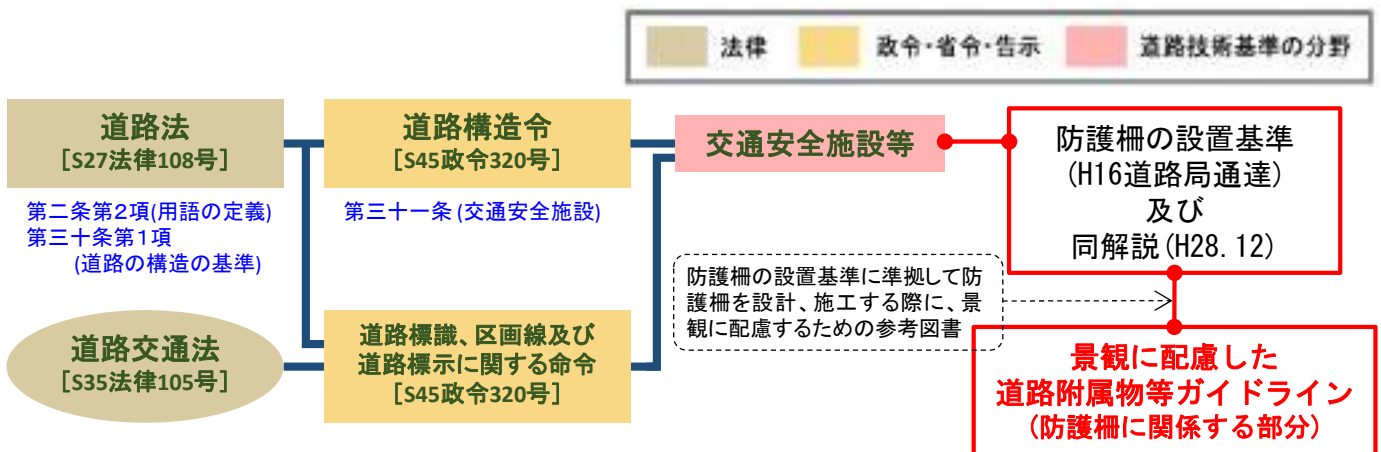 法律
政令・省令・告示
道路技術基準の分野
道路法
[S27法律108号]
第二条第2項(用語の定義)
第三十条第1項
(道路の構造の基準)
道路構造令
[S45政令320号]
第三十一条 (交通安全施設)
交通安全施設等
防護柵の設置基準
(H16道路局通達)
及び
同解説(H28.12)
防護柵の設置基準に準拠して防
護柵を設計、施工する際に、景
観に配慮するための参考図書
道路交通法
[S35法律105号]
道路標識、区画線及び
道路標示に関する命令
[S45政令320号]
景観に配慮した
道路附属物等ガイドライン
(防護柵に関係する部分)